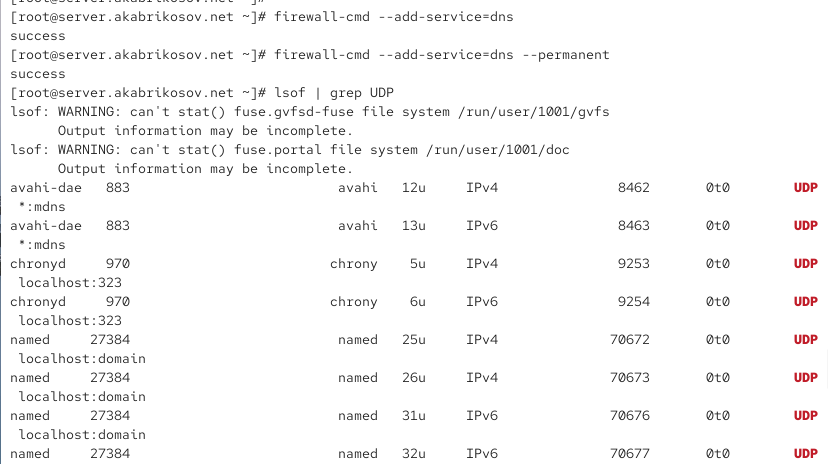 [root@server.akabrikosov.net ~]# firewall-cmd --add-service=dns
success
[root@server.akabrikosov.net ~]# firewall-cmd --add-service=dns --permanent
success
[root@server.akabrikosov.net ~]# lsof | grep UDP
lsof: WARNING: can't stat() fuse.gvfsd-fuse file system /run/user/1001/gvfs
      Output information may be incomplete.
lsof: WARNING: can't stat() fuse.portal file system /run/user/1001/doc
      Output information may be incomplete.
avahi-dae   883                          avahi   12u     IPv4              8462       0t0        UDP
 *:mdns
avahi-dae   883                          avahi   13u     IPv6              8463       0t0        UDP
 *:mdns
chronyd     970                         chrony    5u     IPv4              9253       0t0        UDP
 localhost:323
chronyd     970                         chrony    6u     IPv6              9254       0t0        UDP
 localhost:323
named     27384                          named   25u     IPv4             70672       0t0        UDP
 localhost:domain
named     27384                          named   26u     IPv4             70673       0t0        UDP
 localhost:domain
named     27384                          named   31u     IPv6             70676       0t0        UDP
 localhost:domain
named     27384                          named   32u     IPv6             70677       0t0        UDP